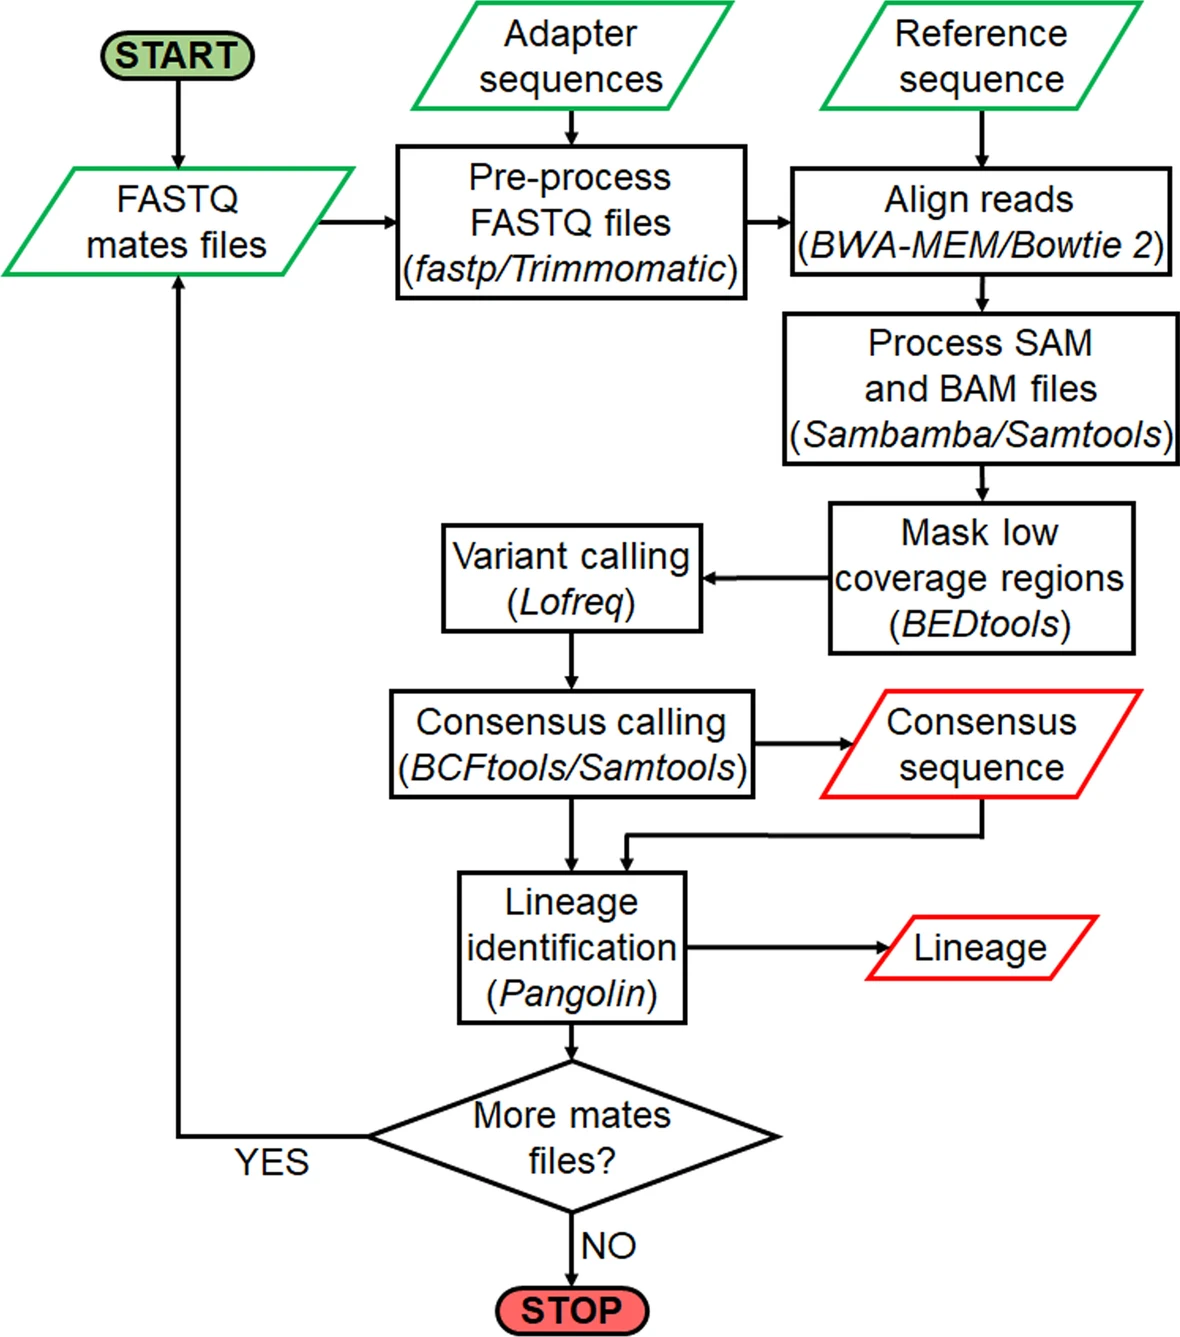 START
Adapter
sequences
Reference
sequence
FASTQ
mates files
Pre-process
FASTQ files
(fastp/Trimmomatic)
Align reads
(BWA-MEM/Bowtie 2)
Process SAM
and BAM files
(Sambamba/Samtools)
Mask low
coverage regions
(BEDtools)
Variant calling
(Lofreq)
Consensus calling
(BCFtools/Samtools)
Consensus
sequence
Lineage
identification
(Pangolin)
Lineage
More mates
files?
YES
NO
STOP